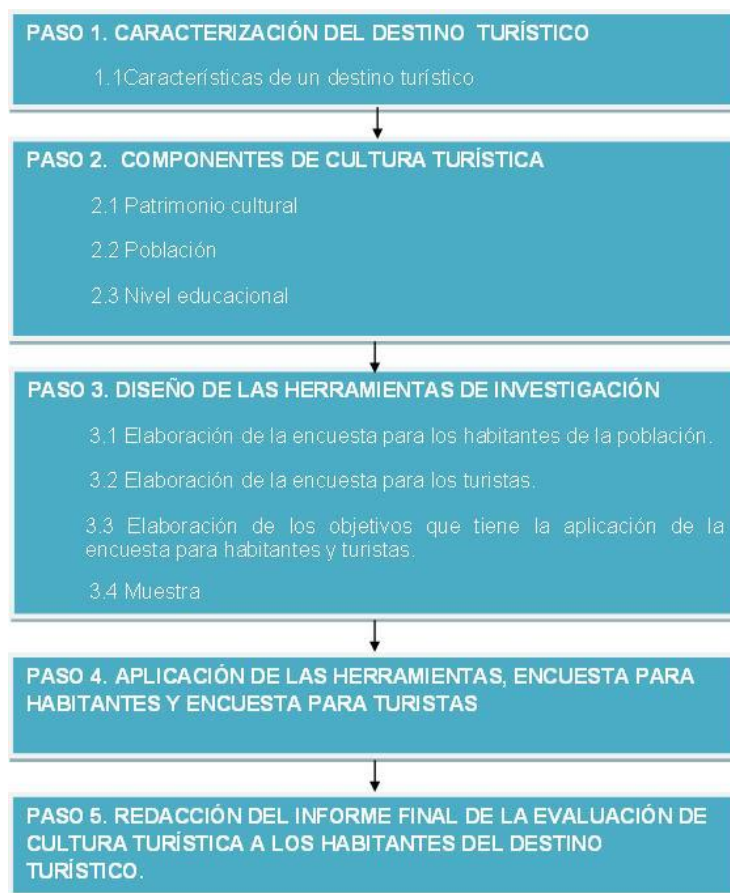 PASO 1. CARACTERIZACIÓN DEL DESTINO TURÍSTICO
1.1Características de un destino turístico
PASO 2. COMPONENTES DE CULTURA TURÍSTICA
2.1 Patrimonio cultural
2.2 Población
2.3 Nivel educacional
PASO 3. DISEÑO DE LAS HERRAMIENTAS DE INVESTIGACIÓN
3.1 Elaboración de la encuesta para los habitantes de la población.
3.2 Elaboración de la encuesta para los turistas.
3.3 Elaboración de los objetivos que tiene la aplicación de la
encuesta para habitantes y turistas.
3.4 Muestra
PASO 4. APLICACIÓN DE LAS HERRAMIENTAS, ENCUESTA PARA
HABITANTES Y ENCUESTA PARA TURISTAS
PASO 5. REDACCIÓN DEL INFORME FINAL DE LA EVALUACIÓN DE
CULTURA TURÍSTICA A LOS HABITANTES DEL DESTINO
TURÍSTICO.